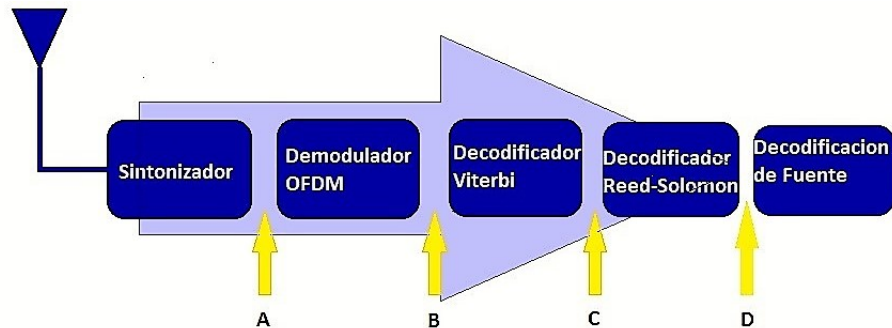 Sintonizador
Demodulador
OFDM
Decodificador
Viterbi
Decodificador
Reed-Solomon
Decodificacion
de Fuente
A
B
C
D